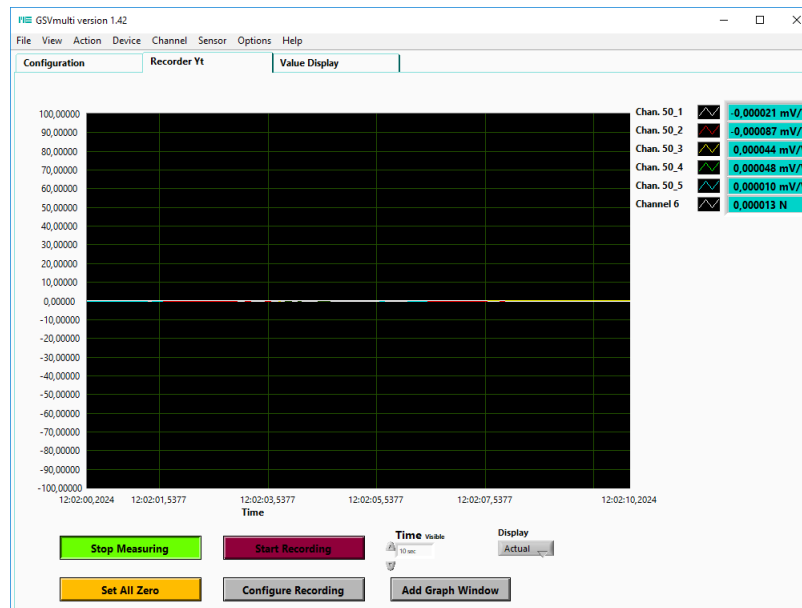 GSVmulti version 1.42
File View Action Device Channel Sensor Options Help
Configuration Recorder Yt Value Display
100,00000
90,00000
80,00000
70,00000
60,00000
50,00000
40,00000
30,00000
20,00000
10,00000
0,00000
-10,00000
-20,00000
-30,00000
-40,00000
-50,00000
-60,00000
-70,00000
-80,00000
-90,00000
-100,00000
12:02:00,2024 12:02:01,5377 12:02:03,5377 12:02:05,5377 12:02:07,5377 12:02:10,2024
Time
Chan. 50_1 -0,000021 mV/
Chan. 50_2 -0,000087 mV/
Chan. 50_3 0,000044 mV/
Chan. 50_4 0,000048 mV/
Chan. 50_5 0,000010 mV/
Channel 6 0,000013 N
Stop Measuring Start Recording Time Visible Display
10 sec Actual
Set All Zero Configure Recording Add Graph Window